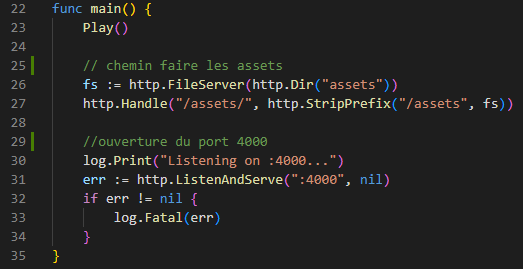 22 func main() {
23     Play()
24
25     // chemin faire les assets
26     fs := http.FileServer(http.Dir("assets"))
27     http.Handle("/assets/", http.StripPrefix("/assets", fs))
28
29     //ouverture du port 4000
30     log.Print("Listening on :4000...")
31     err := http.ListenAndServe(":4000", nil)
32     if err != nil {
33         log.Fatal(err)
34     }
35 }